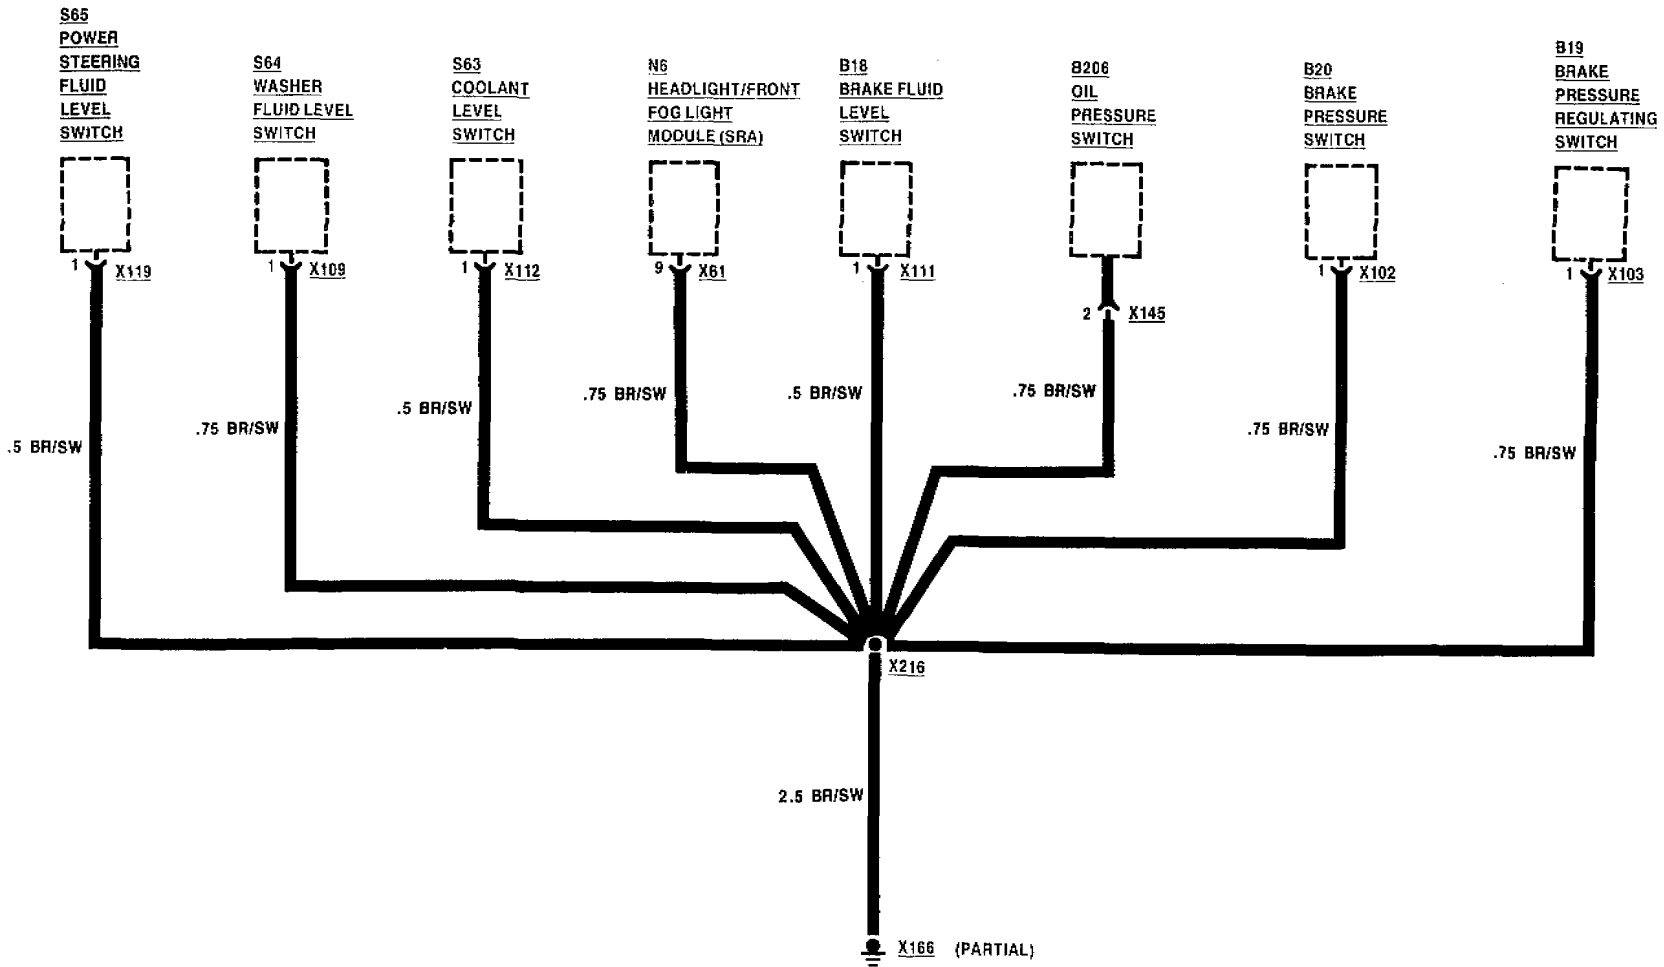 S65
POWER
STEERING
FLUID
LEVEL
SWITCH
S64
WASHER
FLUID LEVEL
SWITCH
S63
COOLANT
LEVEL
SWITCH
N6
HEADLIGHT/FRONT
FOG LIGHT
MODULE (SRA)
B18
BRAKE FLUID
LEVEL
SWITCH
B206
OIL
PRESSURE
SWITCH
B20
BRAKE
PRESSURE
SWITCH
B19
BRAKE
PRESSURE
REGULATING
SWITCH
1 X119
1 X109
1 X112
9 X61
1 X111
2 X145
1 X102
1 X103
.5 BR/SW
.75 BR/SW
.5 BR/SW
.75 BR/SW
.5 BR/SW
.75 BR/SW
.75 BR/SW
.75 BR/SW
X216
2.5 BR/SW
X166 (PARTIAL)